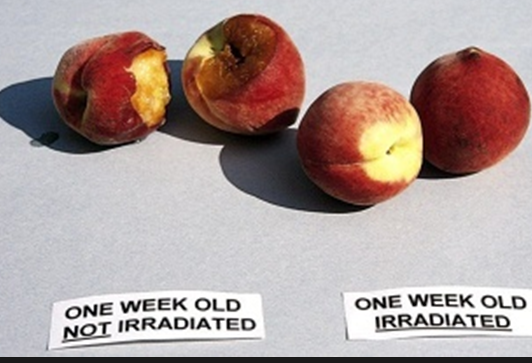 ONE WEEK OLD
NOT IRRADIATED
ONE WEEK OLD
IRRADIATED